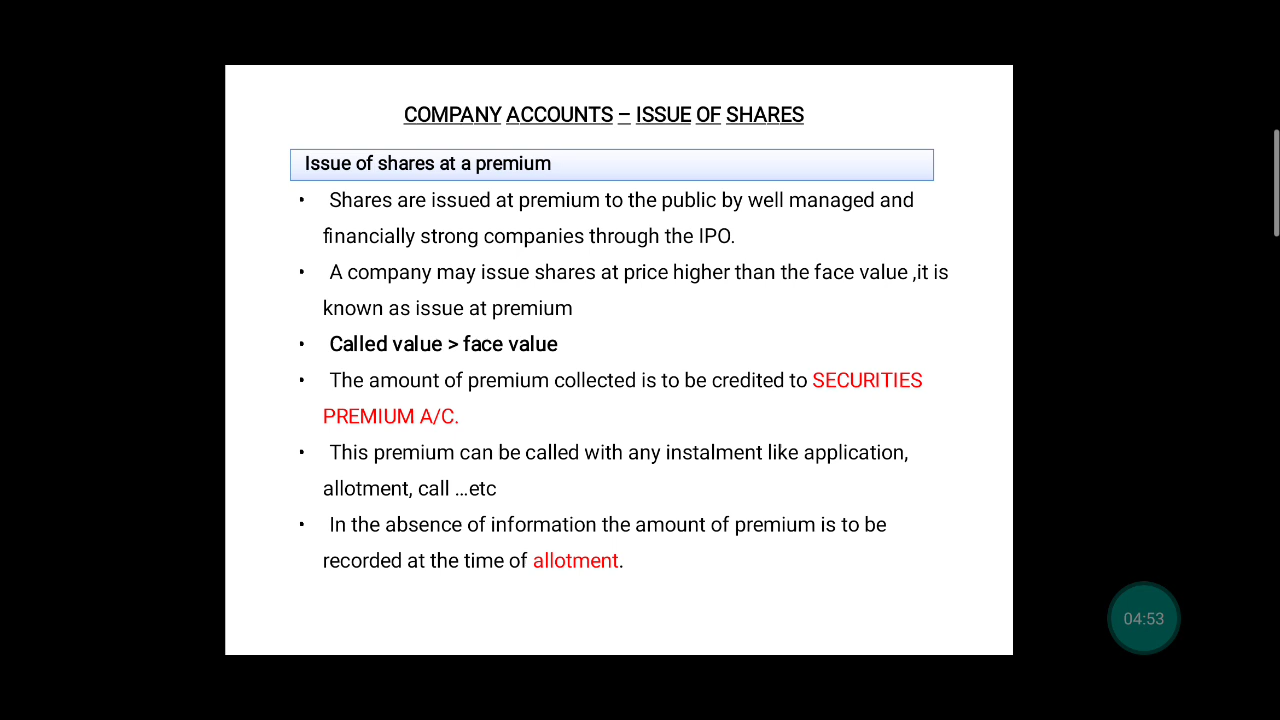 COMPANY ACCOUNTS – ISSUE OF SHARES
Issue of shares at a premium
• Shares are issued at premium to the public by well managed and
financially strong companies through the IPO.
• A company may issue shares at price higher than the face value ,it is
known as issue at premium
• Called value > face value
• The amount of premium collected is to be credited to SECURITIES
PREMIUM A/C.
• This premium can be called with any instalment like application,
allotment, call ...etc
• In the absence of information the amount of premium is to be
recorded at the time of allotment.
04:53